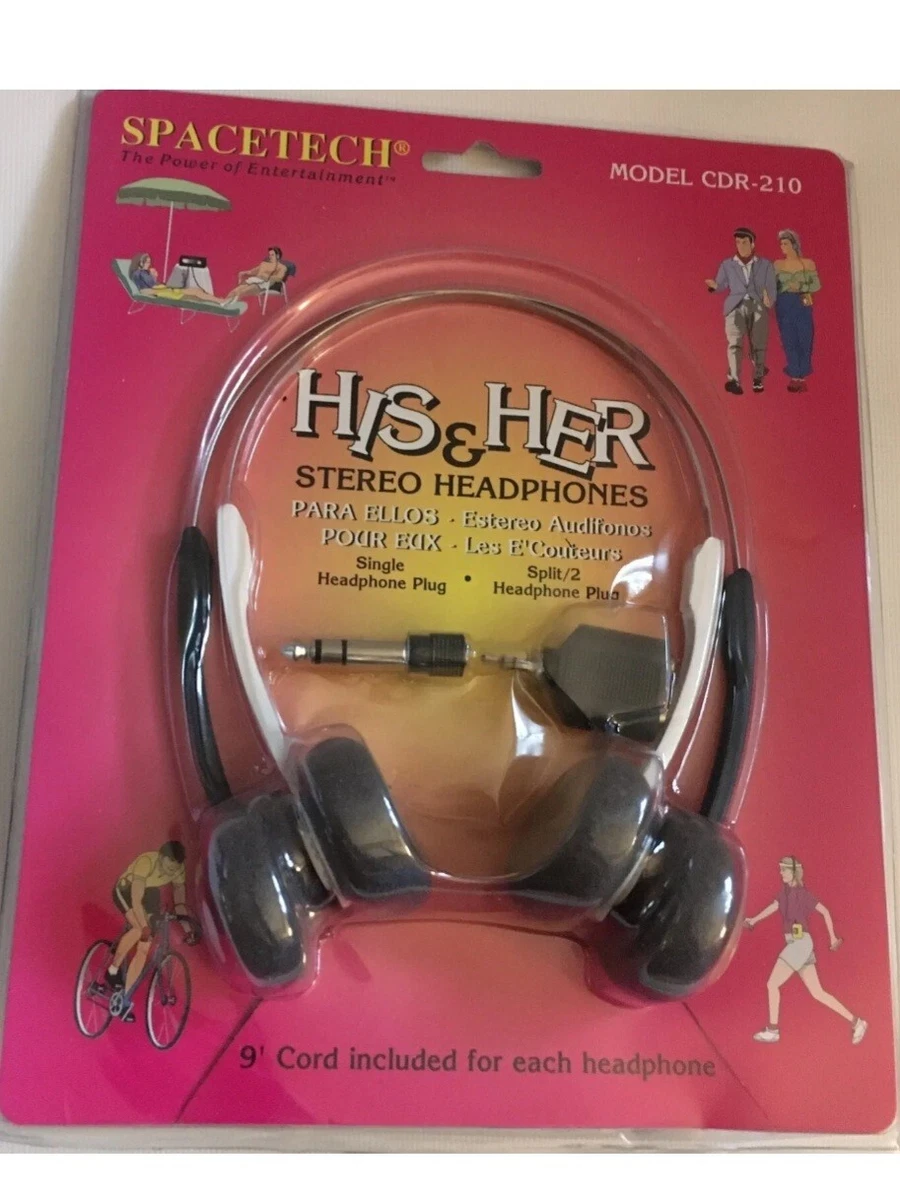 SPACETECH®
The Power of Entertainment™
MODEL CDR-210
HIS & HER
STEREO HEADPHONES
PARA ELLOS · Estereo Audifonos
POUR EUX · Les E'Couteurs
Single
Headphone Plug
•
Split/2
Headphone Plug
9' Cord included for each headphone